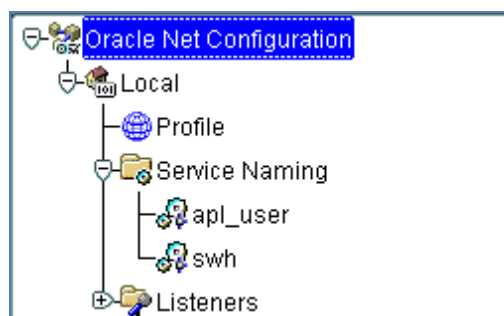 Oracle Net Configuration
Local
Profile
Service Naming
apl_user
swh
Listeners